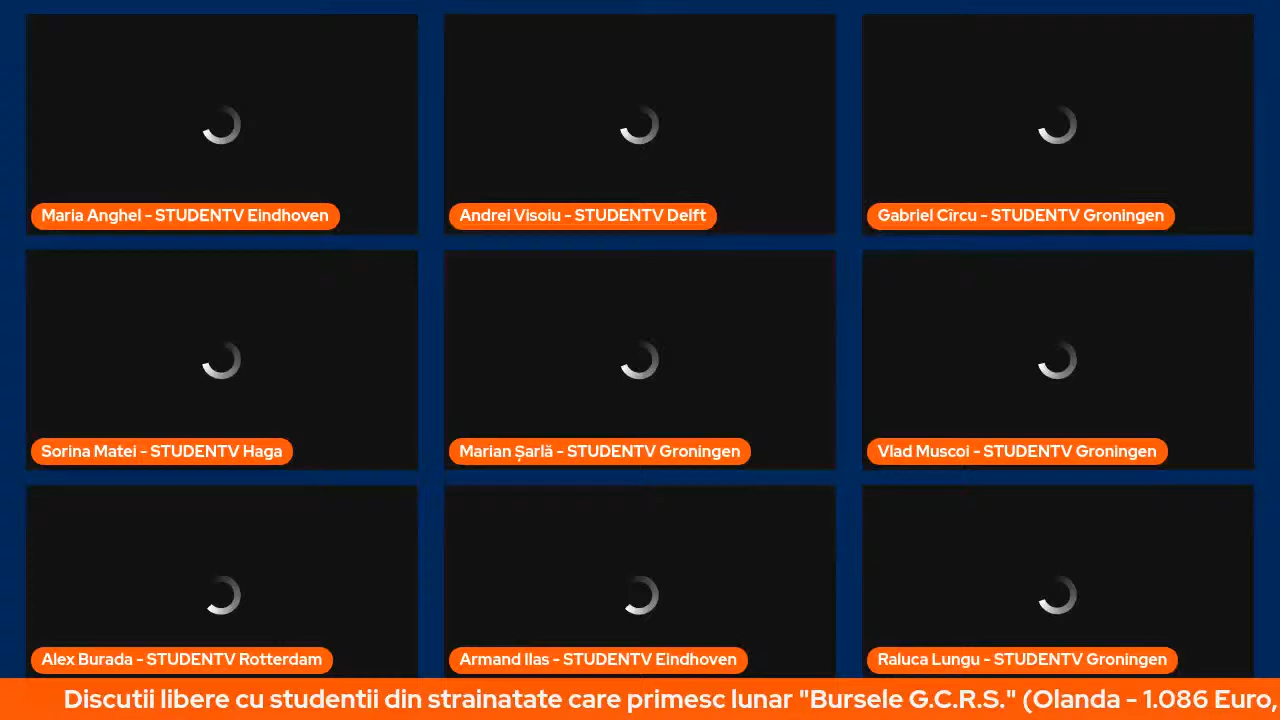 Maria Anghel - STUDENTV Eindhoven
Andrei Visoiu - STUDENTV Delft
Gabriel Cîrcu - STUDENTV Groningen
Sorina Matei - STUDENTV Haga
Marian Șarlă - STUDENTV Groningen
Vlad Muscoi - STUDENTV Groningen
Alex Burada - STUDENTV Rotterdam
Armand Ilas - STUDENTV Eindhoven
Raluca Lungu - STUDENTV Groningen
Discutii libere cu studentii din strainatate care primesc lunar "Bursele G.C.R.S." (Olanda - 1.086 Euro,